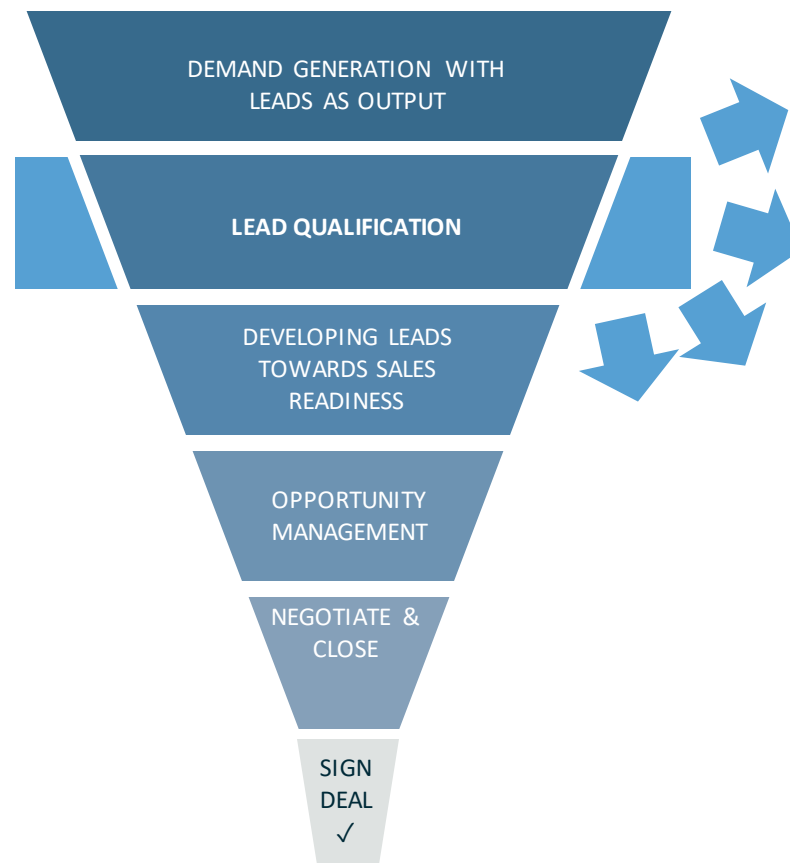 DEMAND GENERATION WITH
LEADS AS OUTPUT
LEAD QUALIFICATION
DEVELOPING LEADS
TOWARDS SALES
READINESS
OPPORTUNITY
MANAGEMENT
NEGOTIATE &
CLOSE
SIGN
DEAL
✓